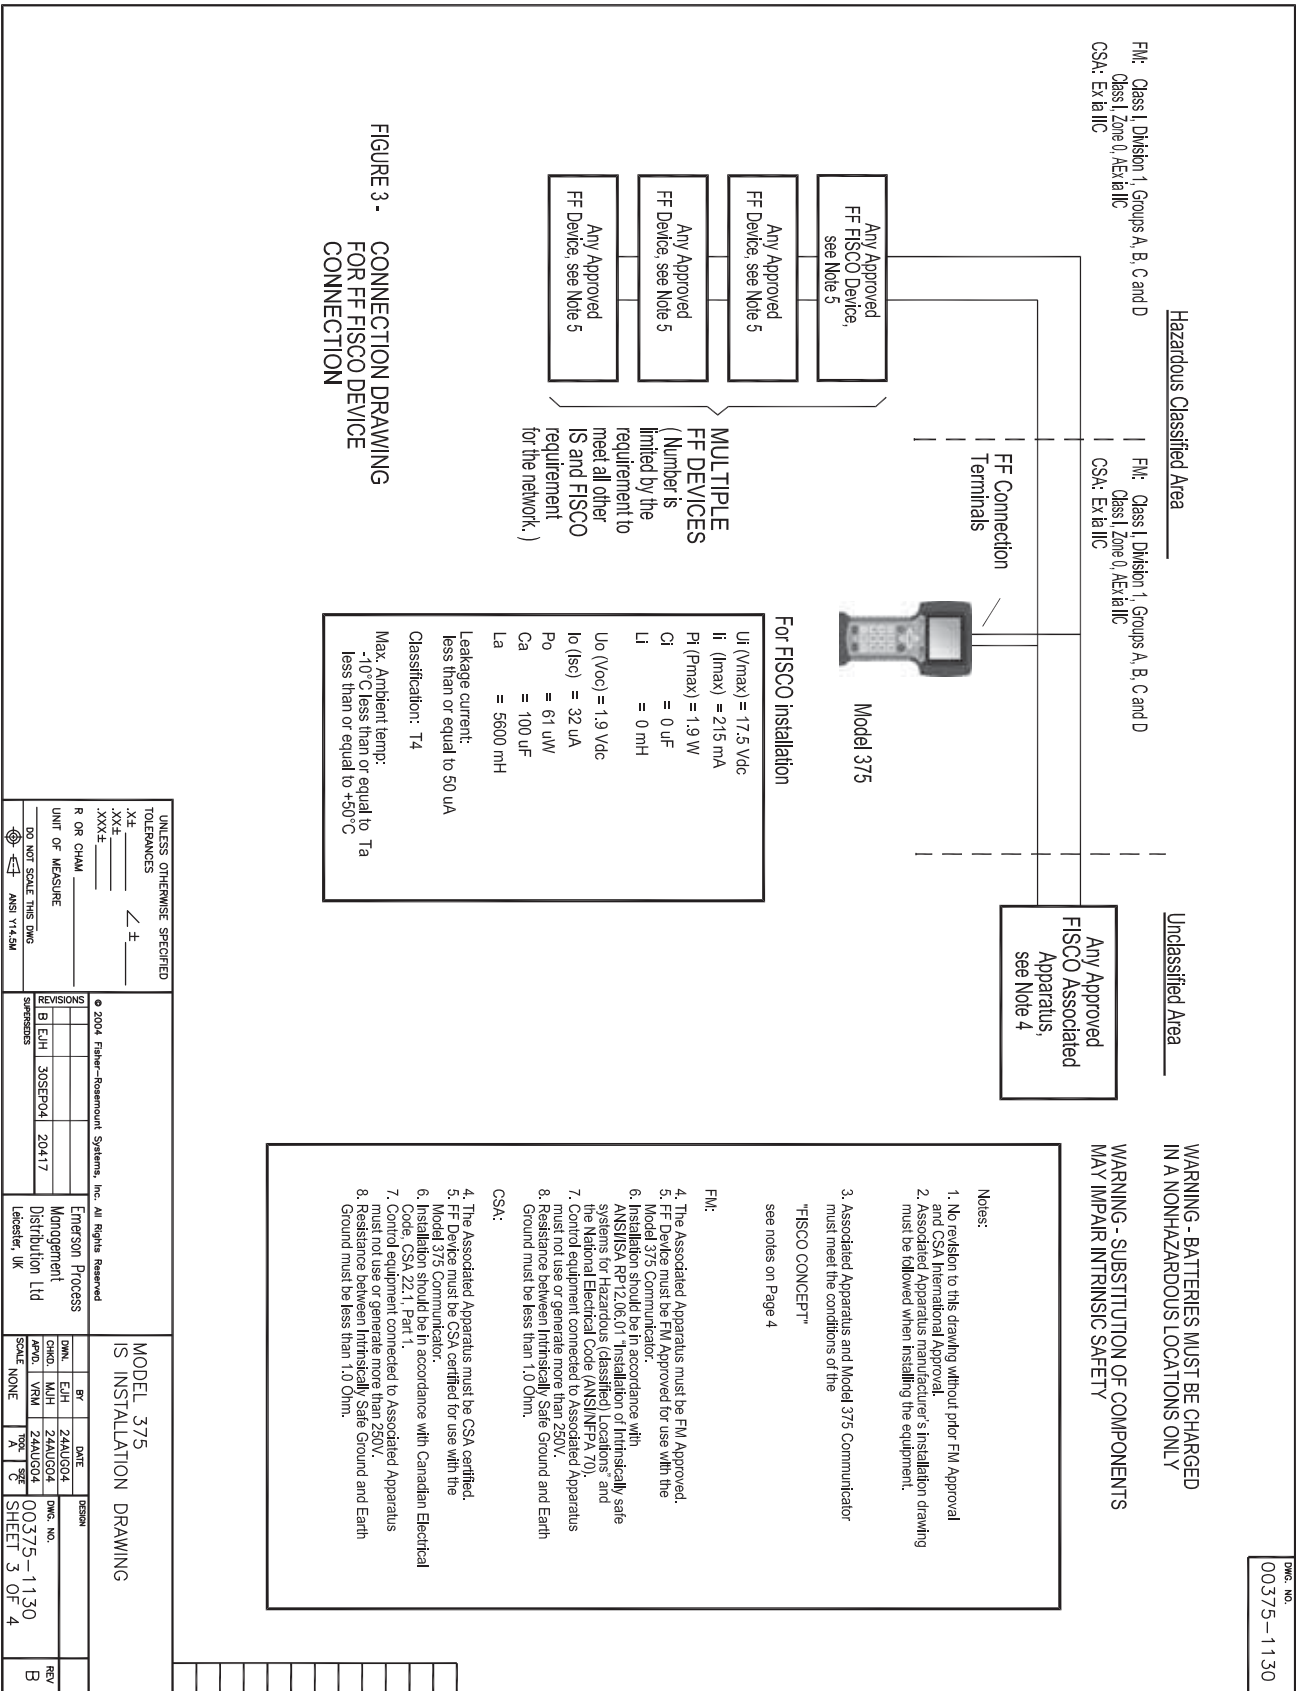 DWG. NO.
00375-1130
Hazardous Classified Area
Unclassified Area
FM: Class I, Division 1, Groups A, B, C and D
Class I, Zone 0, AEx ia IIC
CSA: Ex ia IIC
FM: Class I, Division 1, Groups A, B, C and D
Class I, Zone 0, AEx ia IIC
CSA: Ex ia IIC
WARNING - BATTERIES MUST BE CHARGED
IN A NONHAZARDOUS LOCATIONS ONLY
WARNING - SUBSTITUTION OF COMPONENTS
MAY IMPAIR INTRINSIC SAFETY
Any Approved
FISCO Associated
Apparatus,
see Note 4
FF Connection
Terminals
Model 375
Any Approved
FF FISCO Device,
see Note 5
Any Approved
FF Device, see Note 5
Any Approved
FF Device, see Note 5
Any Approved
FF Device, see Note 5
MULTIPLE
FF DEVICES
( Number is
limited by the
requirement to
meet all other
IS and FISCO
requirement
for the network. )
For FISCO installation
Ui (Vmax) = 17.5 Vdc
Ii (Imax) = 215 mA
Pi (Pmax) = 1.9 W
Ci = 0 uF
Li = 0 mH
Uo (Voc) = 1.9 Vdc
Io (Isc) = 32 uA
Po = 61 uW
Ca = 100 uF
La = 5600 mH
Leakage current:
less than or equal to 50 uA
Classification: T4
Max. Ambient temp:
-10°C less than or equal to Ta
less than or equal to +50°C
FIGURE 3 - CONNECTION DRAWING
FOR FF FISCO DEVICE
CONNECTION
Notes:
1. No revision to this drawing without prior FM Approval
and CSA International Approval.
2. Associated Apparatus manufacturer's installation drawing
must be followed when installing the equipment.
3. Associated Apparatus and Model 375 Communicator
must meet the conditions of the
"FISCO CONCEPT"
see notes on Page 4
FM:
4. The Associated Apparatus must be FM Approved.
5. FF Device must be FM Approved for use with the
Model 375 Communicator.
6. Installation should be in accordance with
ANSI/ISA RP12.06.01 "Installation of Intrinsically safe
systems for Hazardous (classified) Locations" and
the National Electrical Code (ANSI/NFPA 70).
7. Control equipment connected to Associated Apparatus
must not use or generate more than 250V.
8. Resistance between Intrinsically Safe Ground and Earth
Ground must be less than 1.0 Ohm.
CSA:
4. The Associated Apparatus must be CSA certified.
5. FF Device must be CSA certified for use with the
Model 375 Communicator.
6. Installation should be in accordance with Canadian Electrical
Code, CSA 22.1, Part 1.
7. Control equipment connected to Associated Apparatus
must not use or generate more than 250V.
8. Resistance between Intrinsically Safe Ground and Earth
Ground must be less than 1.0 Ohm.
UNLESS OTHERWISE SPECIFIED
TOLERANCES
.X±
.XX± ∠ ±
.XXX±
R OR CHAM
UNIT OF MEASURE
DO NOT SCALE THIS DWG
ANSI Y14.5M
© 2004 Fisher-Rosemount Systems, Inc. All Rights Reserved
REVISIONS
B EJH 30SEP04 20417
SUPERSEDES
Emerson Process
Management
Distribution Ltd
Leicester, UK
MODEL 375
IS INSTALLATION DRAWING
BY DATE
DWN. EJH 24AUG04
CHKD. MJH 24AUG04
APVD. VRM 24AUG04
SCALE NONE TOOL A SIZE C
DESIGN
DWG. NO.
00375-1130
SHEET 3 OF 4
REV
B